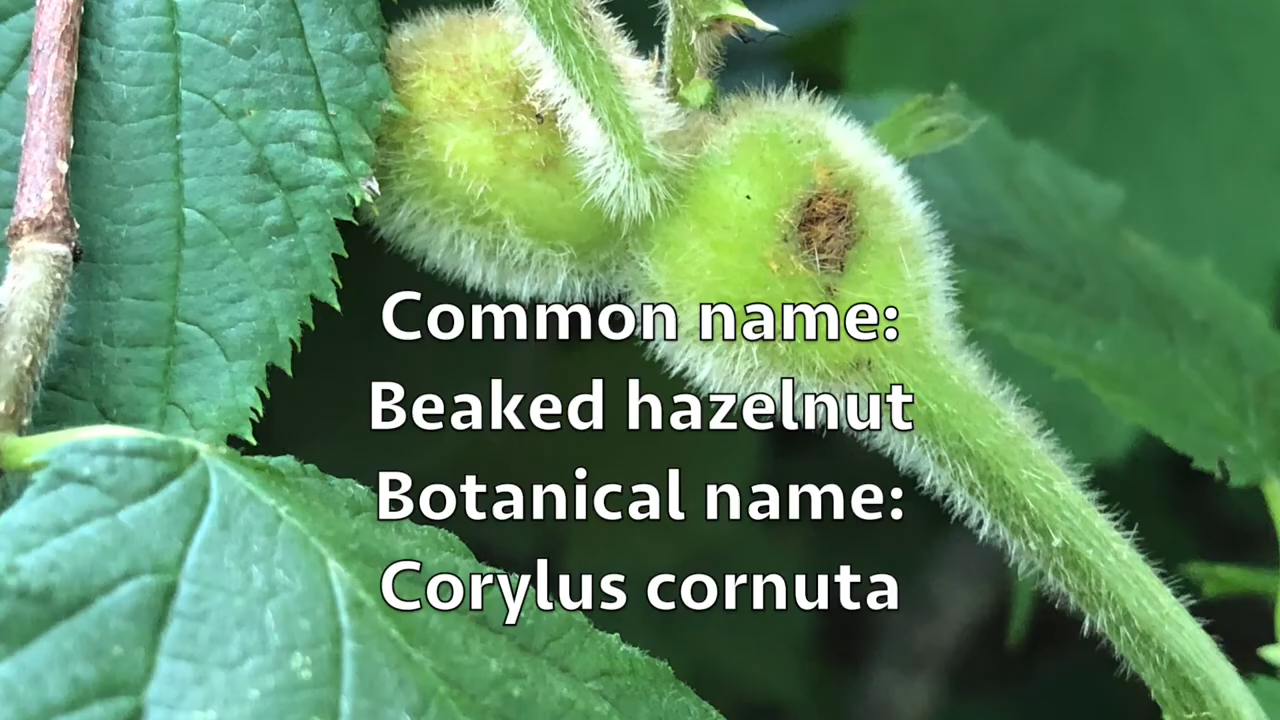 Common name:
Beaked hazelnut
Botanical name:
Corylus cornuta